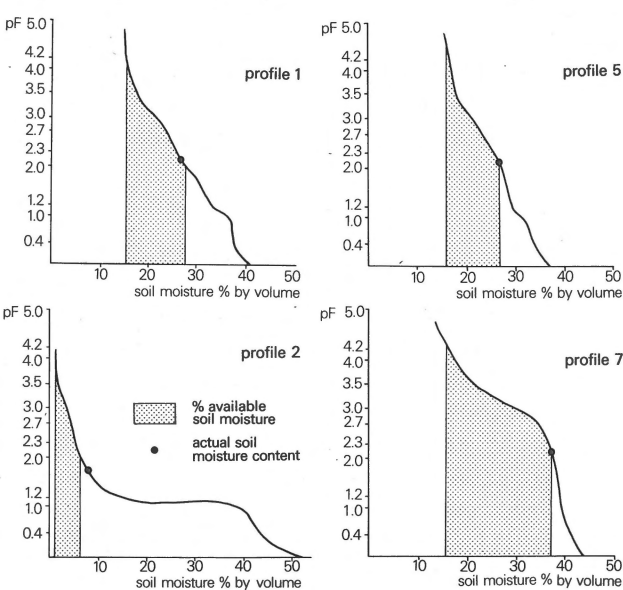 pF 5.0
4.2
4.0
3.5
3.0
2.7
2.3
2.0
1.2
1.0
0.4
profile 1
10 20 30 40 50
soil moisture % by volume
pF 5.0
4.2
4.0
3.5
3.0
2.7
2.3
2.0
1.2
1.0
0.4
profile 5
10 20 30 40 50
soil moisture % by volume
pF 5.0
4.2
4.0
3.5
3.0
2.7
2.3
2.0
1.2
1.0
0.4
profile 2
% available
soil moisture
actual soil
moisture content
10 20 30 40 50
soil moisture % by volume
pF 5.0
4.2
4.0
3.5
3.0
2.7
2.3
2.0
1.2
1.0
0.4
profile 7
10 20 30 40 50
soil moisture % by volume